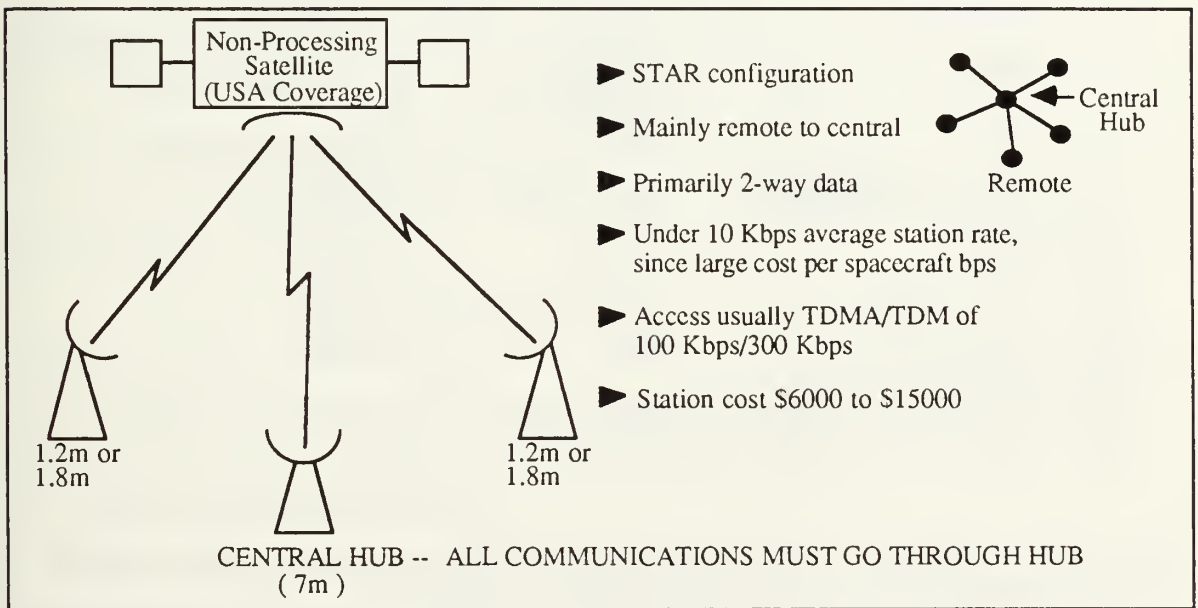 Non-Processing
Satellite
(USA Coverage)
1.2m or
1.8m
1.2m or
1.8m
STAR configuration
Mainly remote to central
Primarily 2-way data
Under 10 Kbps average station rate,
since large cost per spacecraft bps
Access usually TDMA/TDM of
100 Kbps/300 Kbps
Station cost $6000 to $15000
Central
Hub
Remote
CENTRAL HUB -- ALL COMMUNICATIONS MUST GO THROUGH HUB
( 7m )